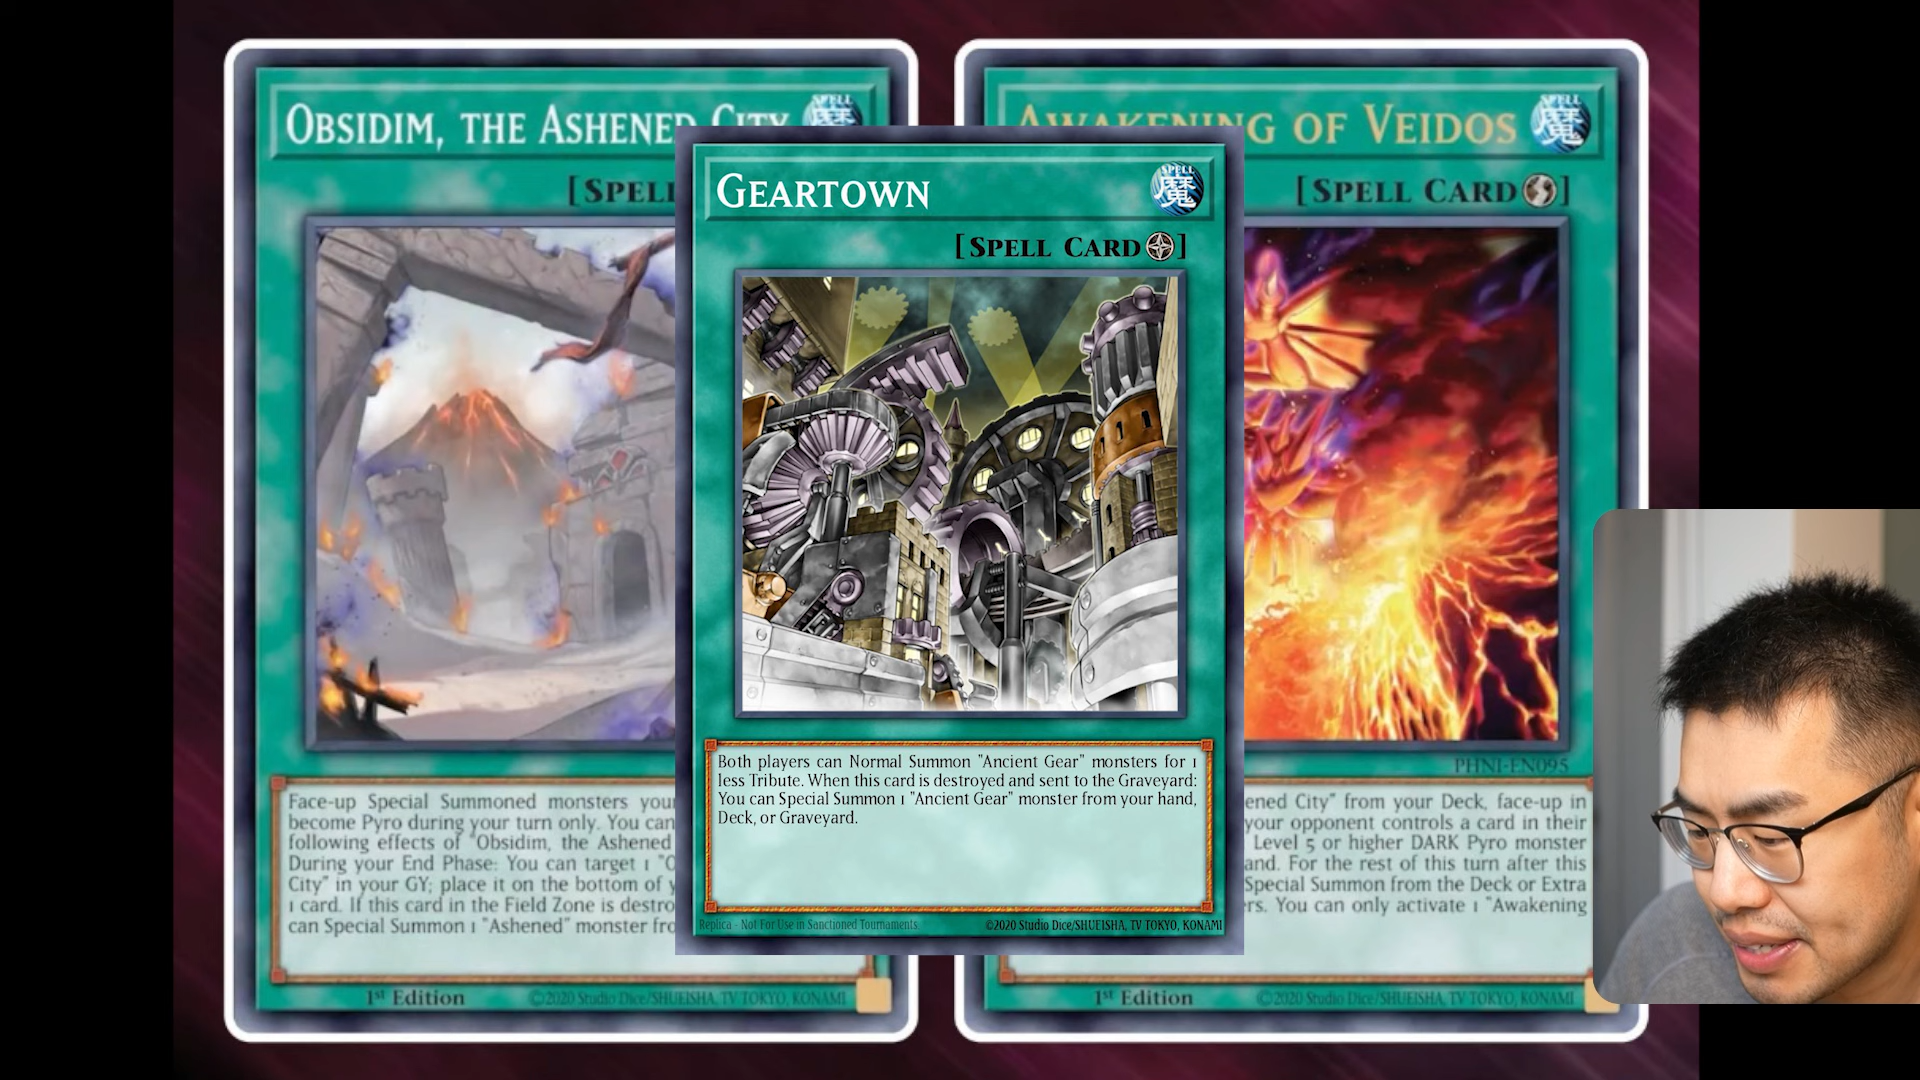 OBSIDIM, THE ASHENED CITY
SPELL
魔
[SPELL
Face-up Special Summoned monsters you
become Pyro during your turn only. You can
following effects of "Obsidim, the Ashened
During your End Phase: You can target 1 "O
City" in your GY; place it on the bottom of y
1 card. If this card in the Field Zone is destro
can Special Summon 1 "Ashened" monster fro
1st Edition
©2020 Studio Dice/SHUEISHA, TV TOKYO, KONAMI
GEARTOWN
SPELL
魔
[SPELL CARD]
Both players can Normal Summon "Ancient Gear" monsters for 1
less Tribute. When this card is destroyed and sent to the Graveyard:
You can Special Summon 1 "Ancient Gear" monster from your hand,
Deck, or Graveyard.
Replica - Not For Use in Sanctioned Tournaments
©2020 Studio Dice/SHUEISHA, TV TOKYO, KONAMI
AWAKENING OF VEIDOS
SPELL
魔
[SPELL CARD]
PHNI-EN095
ened City" from your Deck, face-up in
your opponent controls a card in their
Level 5 or higher DARK Pyro monster
and. For the rest of this turn after this
Special Summon from the Deck or Extra
rs. You can only activate 1 "Awakening
1st Edition
©2020 Studio Dice/SHUEISHA, TV TOKYO, KONAMI